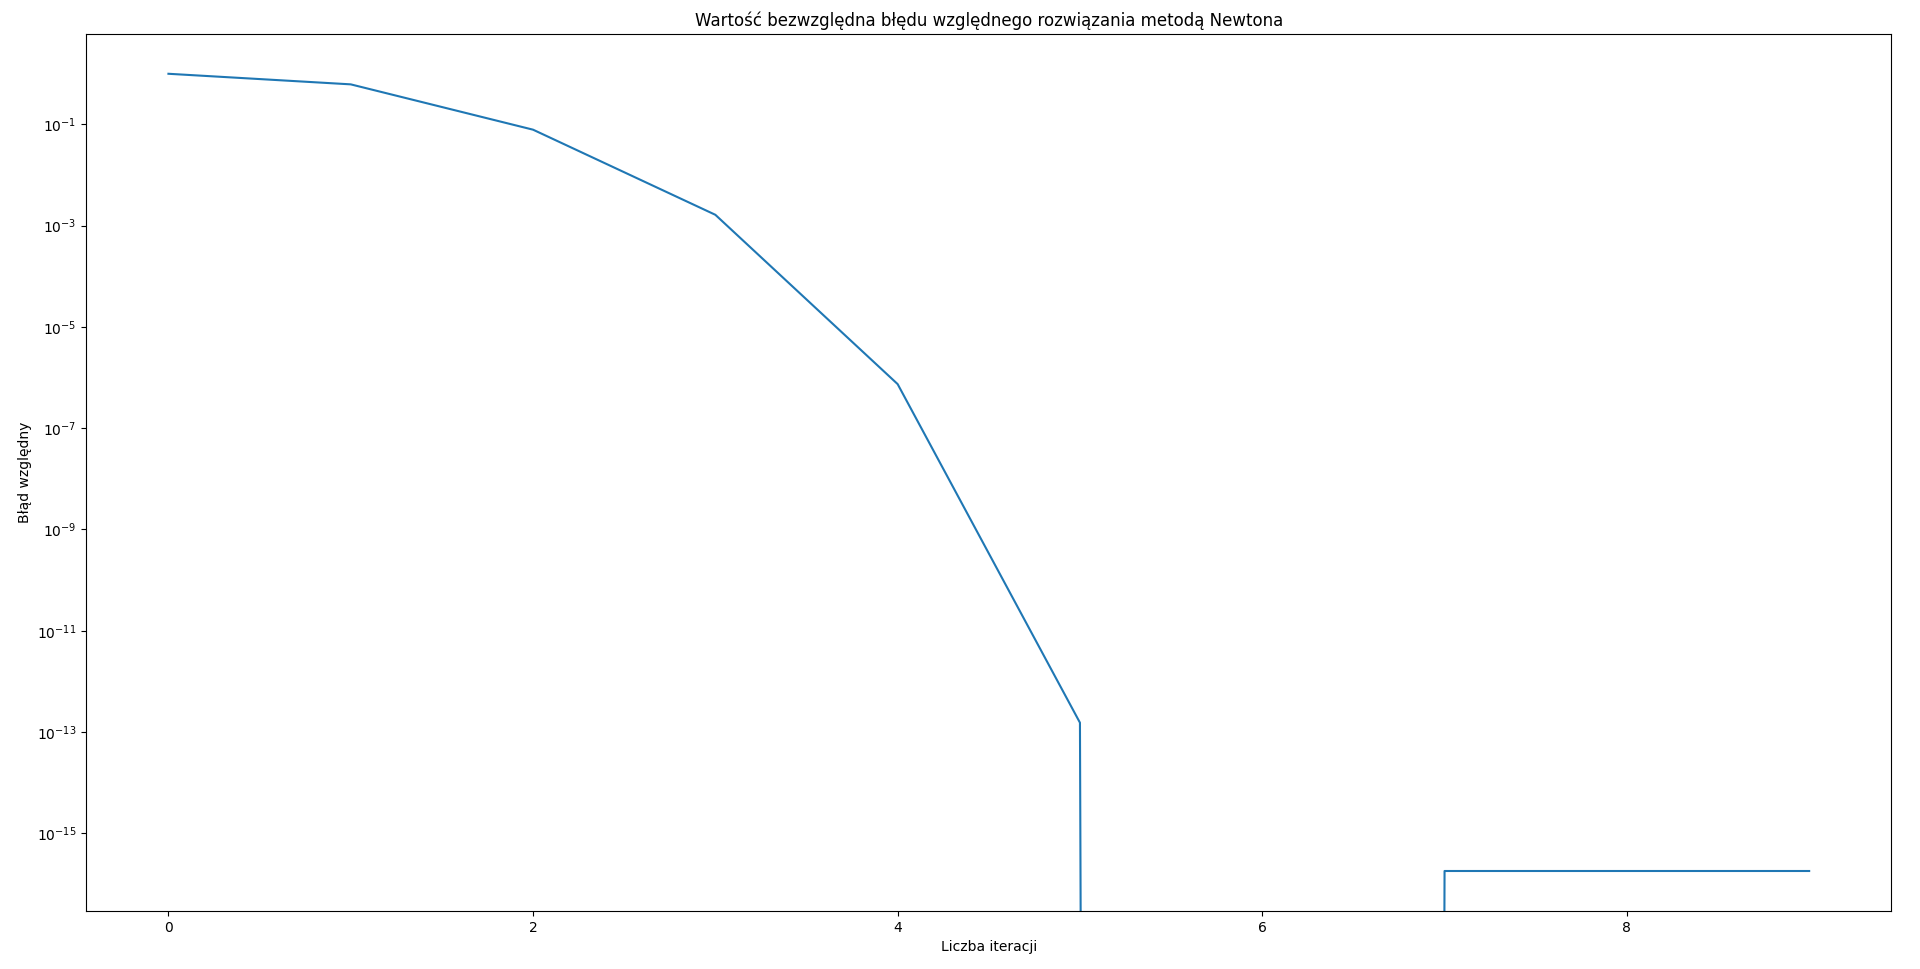 Wartość bezwzględna błędu względnego rozwiązania metodą Newtona
10⁻¹
10⁻³
10⁻⁵
10⁻⁷
10⁻⁹
10⁻¹¹
10⁻¹³
10⁻¹⁵
Błąd względny
0 2 4 6 8
Liczba iteracji